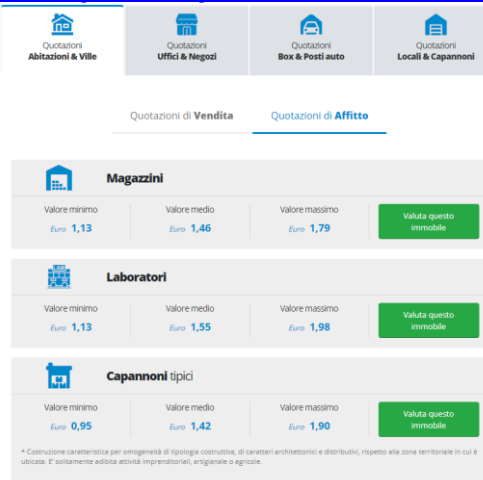 Quotazioni
Abitazioni & Ville
Quotazioni
Uffici & Negozi
Quotazioni
Box & Posti auto
Quotazioni
Locali & Capannoni
Quotazioni di Vendita
Quotazioni di Affitto
Magazzini
Valore minimo
Valore medio
Valore massimo
Euro 1,13
Euro 1,46
Euro 1,79
Valuta questo
immobile
Laboratori
Valore minimo
Valore medio
Valore massimo
Euro 1,13
Euro 1,55
Euro 1,98
Valuta questo
immobile
Capannoni tipici
Valore minimo
Valore medio
Valore massimo
Euro 0,95
Euro 1,42
Euro 1,90
Valuta questo
immobile
* Costruzione caratteristica per omogeneità di tipologia costruttiva, di caratteri architettonici e distributivi, rispetto alla zona territoriale in cui è
ubicata. E' solitamente adibita attività imprenditoriali, artigianale o agricole.